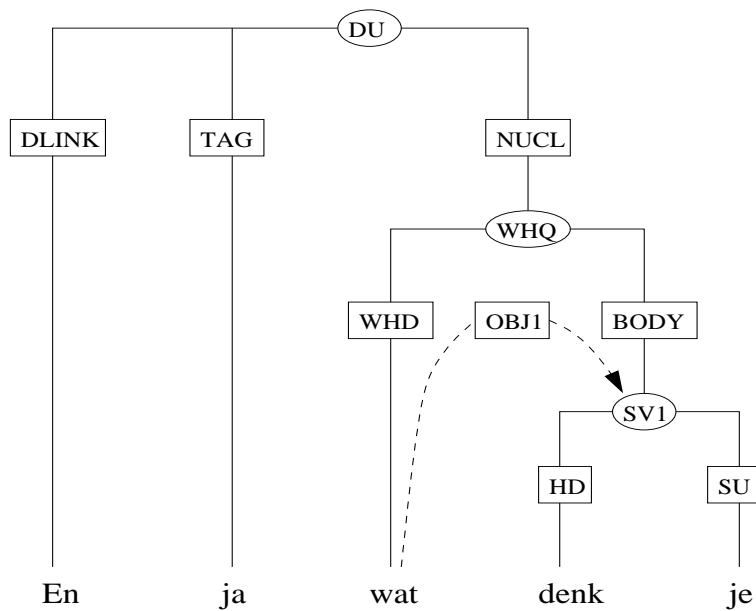 DU
DLINK TAG NUCL
WHQ
WHD OBJ1 BODY
SV1
HD SU
En ja wat denk je